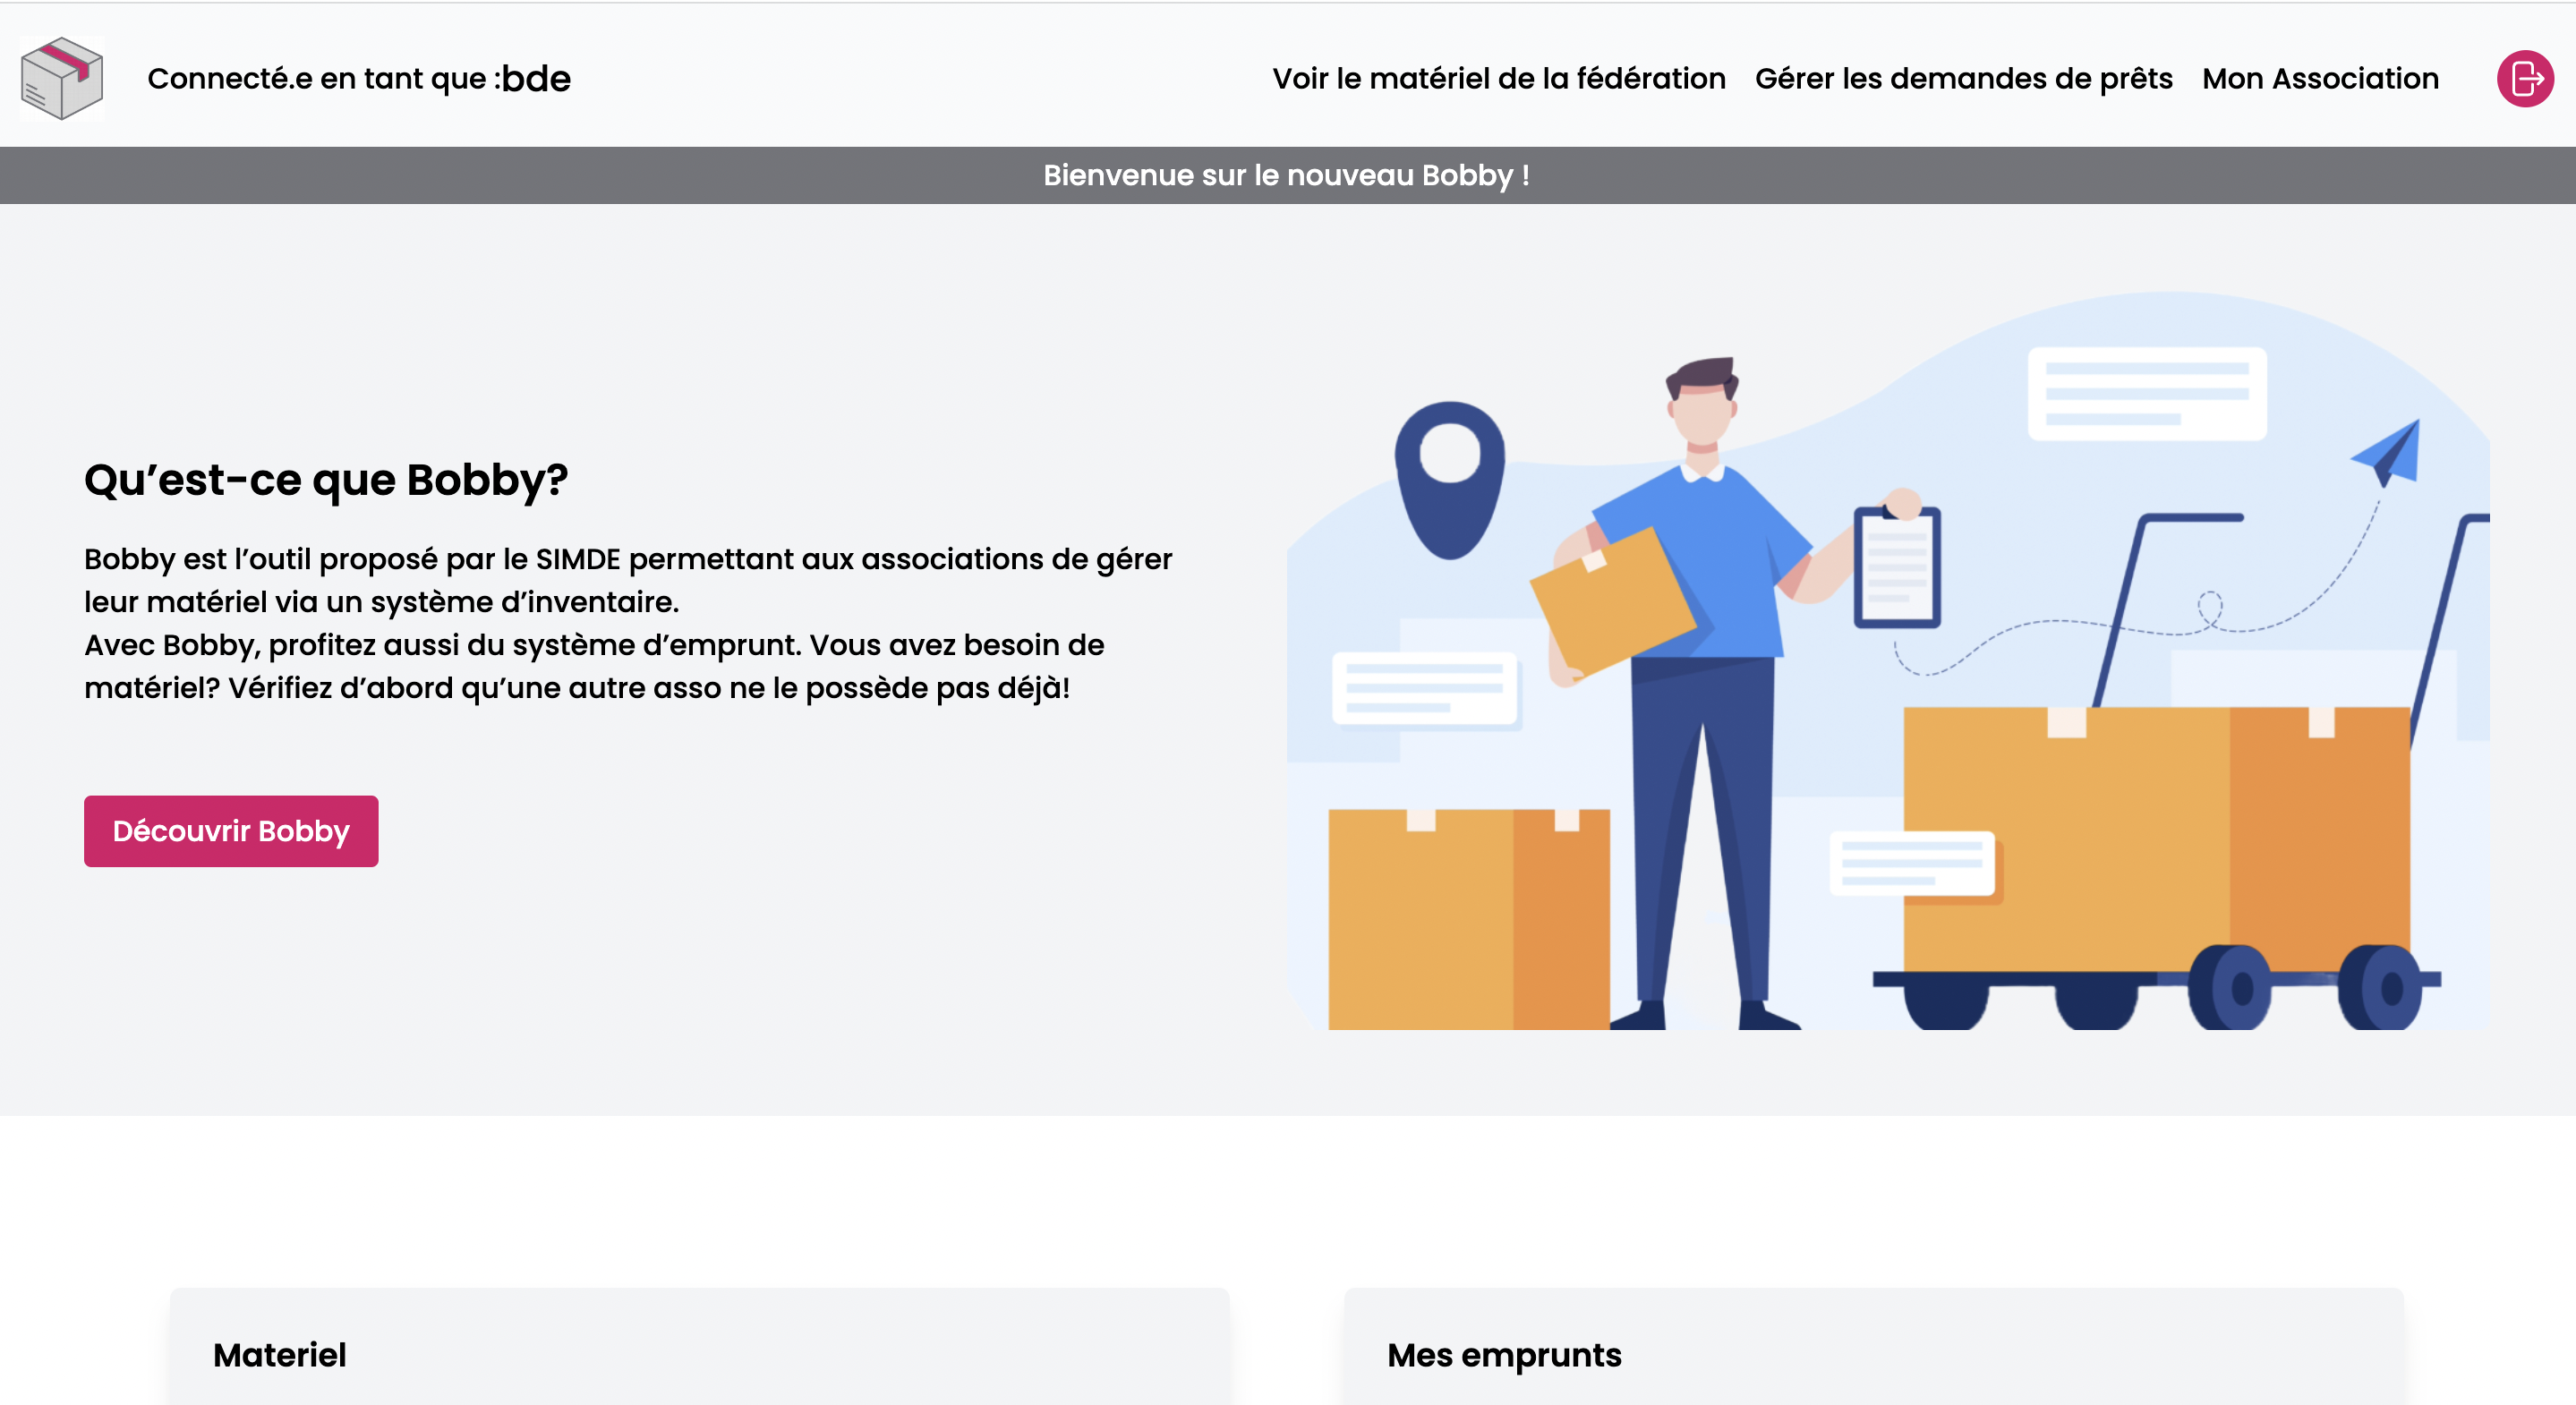 Connecté.e en tant que :bde
Voir le matériel de la fédération
Gérer les demandes de prêts
Mon Association
Bienvenue sur le nouveau Bobby !
Qu’est-ce que Bobby?
Bobby est l’outil proposé par le SIMDE permettant aux associations de gérer
leur matériel via un système d’inventaire.
Avec Bobby, profitez aussi du système d’emprunt. Vous avez besoin de
matériel? Vérifiez d’abord qu’une autre asso ne le possède pas déjà!
Découvrir Bobby
Materiel
Mes emprunts